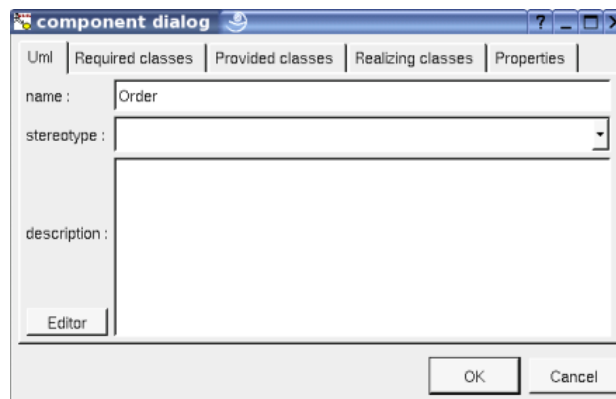 component dialog
Uml Required classes Provided classes Realizing classes Properties
name : Order
stereotype :
description :
Editor
OK Cancel